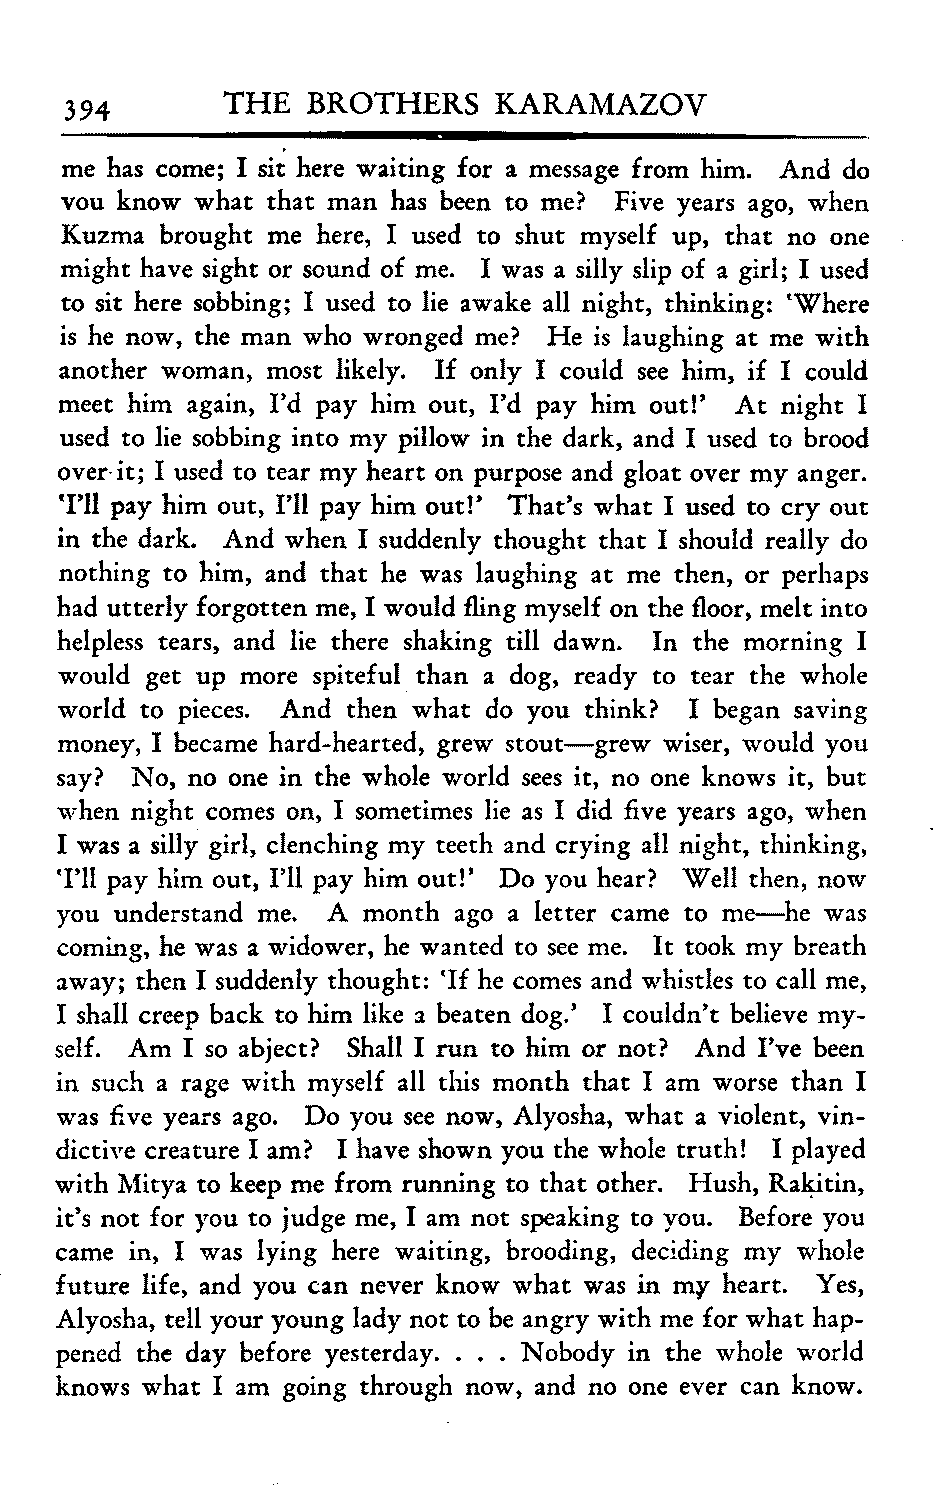 394 THE BROTHERS KARAMAZOV
me has come; I sit here waiting for a message from him. And do
you know what that man has been to me? Five years ago, when
Kuzma brought me here, I used to shut myself up, that no one
might have sight or sound of me. I was a silly slip of a girl; I used
to sit here sobbing; I used to lie awake all night, thinking: ‘Where
is he now, the man who wronged me? He is laughing at me with
another woman, most likely. If only I could see him, if I could
meet him again, I’d pay him out, I’d pay him out!’ At night I
used to lie sobbing into my pillow in the dark, and I used to brood
over it; I used to tear my heart on purpose and gloat over my anger.
‘I’ll pay him out, I’ll pay him out!’ That’s what I used to cry out
in the dark. And when I suddenly thought that I should really do
nothing to him, and that he was laughing at me then, or perhaps
had utterly forgotten me, I would fling myself on the floor, melt into
helpless tears, and lie there shaking till dawn. In the morning I
would get up more spiteful than a dog, ready to tear the whole
world to pieces. And then what do you think? I began saving
money, I became hard-hearted, grew stout—grew wiser, would you
say? No, no one in the whole world sees it, no one knows it, but
when night comes on, I sometimes lie as I did five years ago, when
I was a silly girl, clenching my teeth and crying all night, thinking,
‘I’ll pay him out, I’ll pay him out!’ Do you hear? Well then, now
you understand me. A month ago a letter came to me—he was
coming, he was a widower, he wanted to see me. It took my breath
away; then I suddenly thought: ‘If he comes and whistles to call me,
I shall creep back to him like a beaten dog.’ I couldn’t believe my-
self. Am I so abject? Shall I run to him or not? And I’ve been
in such a rage with myself all this month that I am worse than I
was five years ago. Do you see now, Alyosha, what a violent, vin-
dictive creature I am? I have shown you the whole truth! I played
with Mitya to keep me from running to that other. Hush, Rakitin,
it’s not for you to judge me, I am not speaking to you. Before you
came in, I was lying here waiting, brooding, deciding my whole
future life, and you can never know what was in my heart. Yes,
Alyosha, tell your young lady not to be angry with me for what hap-
pened the day before yesterday. . . . Nobody in the whole world
knows what I am going through now, and no one ever can know.